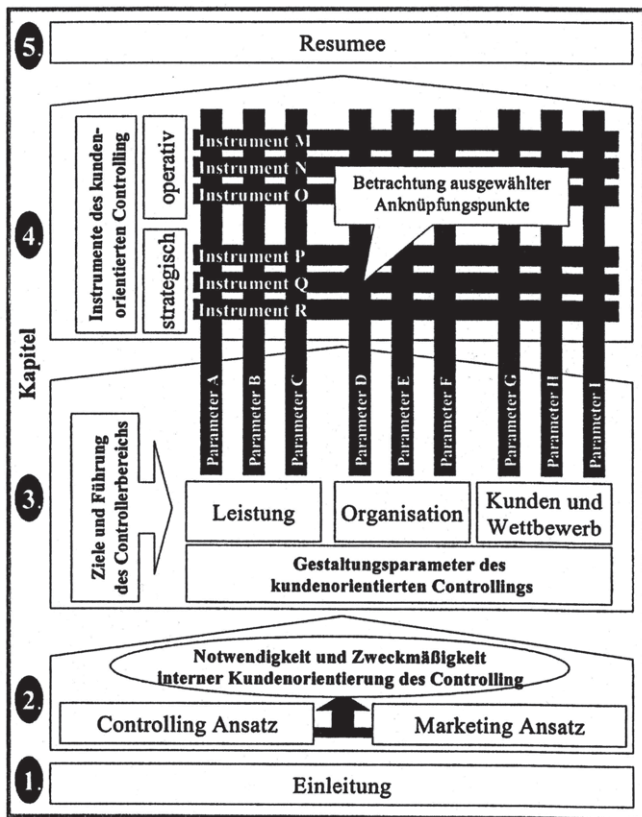 5.
Resumee
Kapitel
4.
Instrumente des kunden-
orientierten Controlling
operativ
strategisch
Instrument M
Instrument N
Instrument O
Betrachtung ausgewählter
Anknüpfungspunkte
Instrument P
Instrument Q
Instrument R
3.
Ziele und Führung
des Controllerbereichs
Parameter A
Parameter B
Parameter C
Parameter D
Parameter E
Parameter F
Parameter G
Parameter H
Parameter I
Leistung
Organisation
Kunden und
Wettbewerb
Gestaltungsparameter des
kundenorientierten Controllings
2.
Notwendigkeit und Zweckmäßigkeit
interner Kundenorientierung des Controlling
Controlling Ansatz
Marketing Ansatz
1.
Einleitung